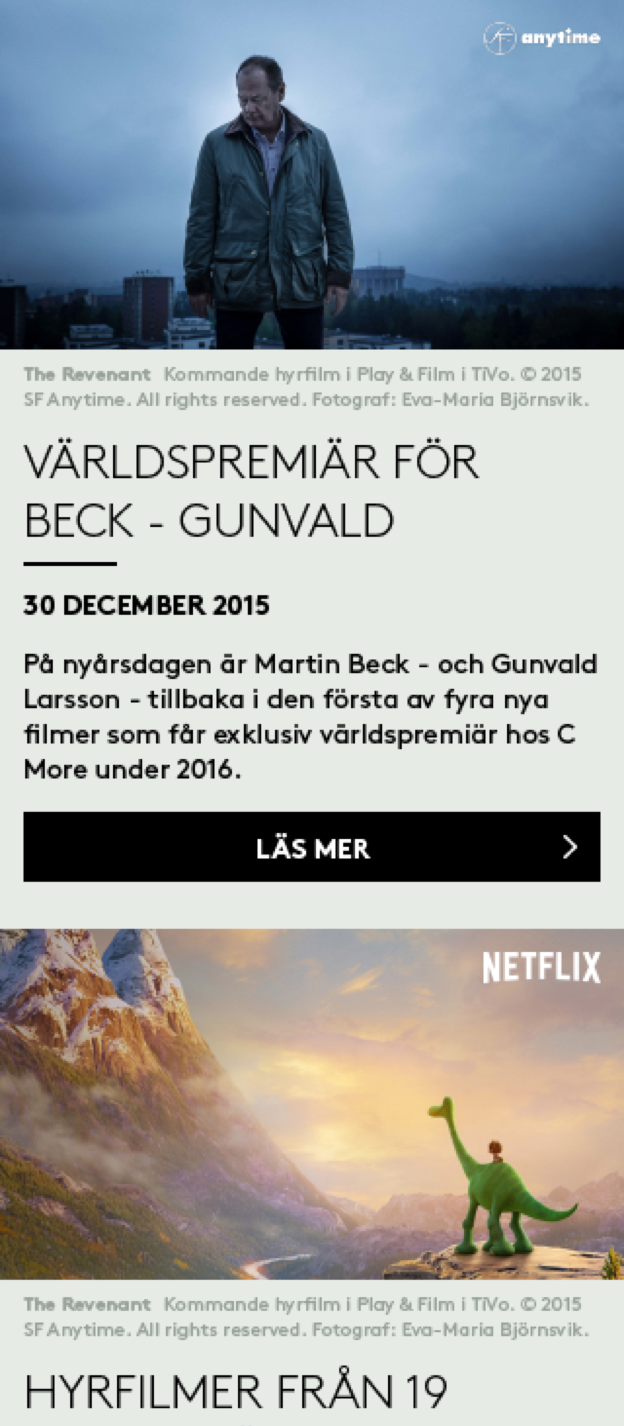 anytime
The Revenant Kommande hyrfilm i Play & Film i TiVo. © 2015
SF Anytime. All rights reserved. Fotograf: Eva-Maria Björnsvik.
VÄRLDSPREMIÄR FÖR
BECK - GUNVALD
30 DECEMBER 2015
På nyårsdagen är Martin Beck - och Gunvald
Larsson - tillbaka i den första av fyra nya
filmer som får exklusiv världspremiär hos C
More under 2016.
LÄS MER
NETFLIX
The Revenant Kommande hyrfilm i Play & Film i TiVo. © 2015
SF Anytime. All rights reserved. Fotograf: Eva-Maria Björnsvik.
HYRFILMER FRÅN 19